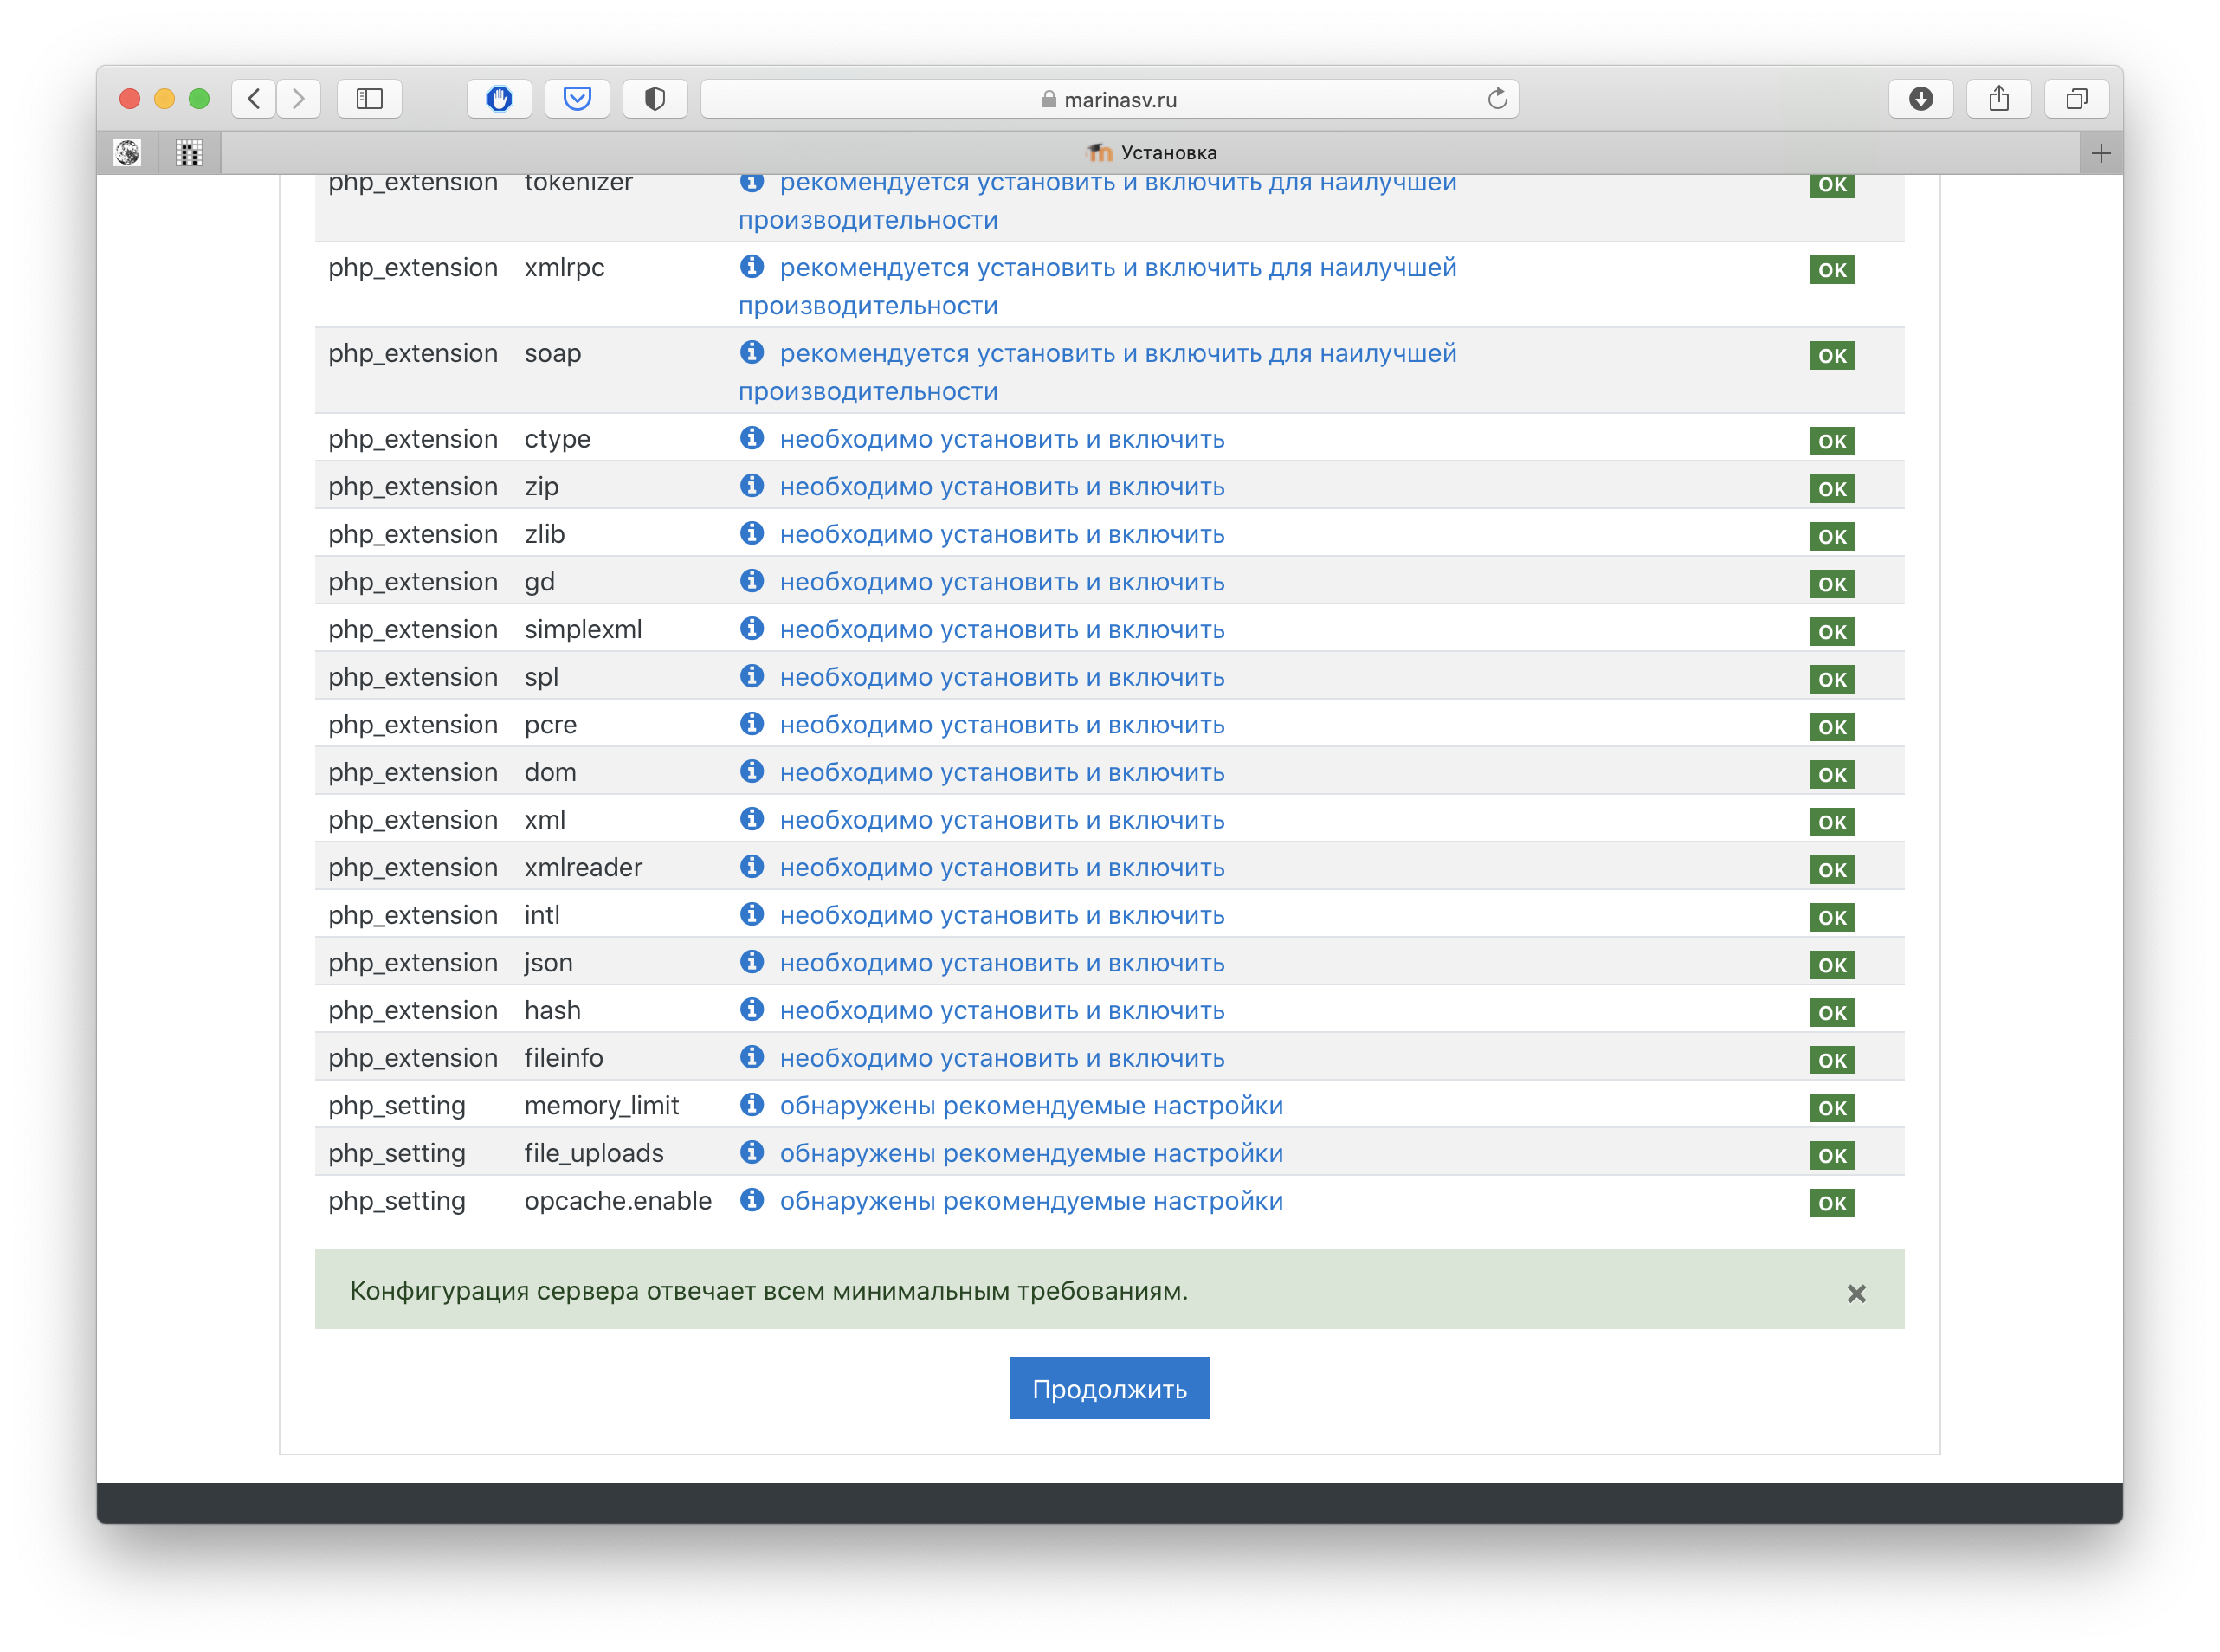 marinasv.ru
Установка
php_extension tokenizer рекомендуется установить и включить для наилучшей OK
производительности
php_extension xmlrpc рекомендуется установить и включить для наилучшей OK
производительности
php_extension soap рекомендуется установить и включить для наилучшей OK
производительности
php_extension ctype необходимо установить и включить OK
php_extension zip необходимо установить и включить OK
php_extension zlib необходимо установить и включить OK
php_extension gd необходимо установить и включить OK
php_extension simplexml необходимо установить и включить OK
php_extension spl необходимо установить и включить OK
php_extension pcre необходимо установить и включить OK
php_extension dom необходимо установить и включить OK
php_extension xml необходимо установить и включить OK
php_extension xmlreader необходимо установить и включить OK
php_extension intl необходимо установить и включить OK
php_extension json необходимо установить и включить OK
php_extension hash необходимо установить и включить OK
php_extension fileinfo необходимо установить и включить OK
php_setting memory_limit обнаружены рекомендуемые настройки OK
php_setting file_uploads обнаружены рекомендуемые настройки OK
php_setting opcache.enable обнаружены рекомендуемые настройки OK
Конфигурация сервера отвечает всем минимальным требованиям. ×
Продолжить